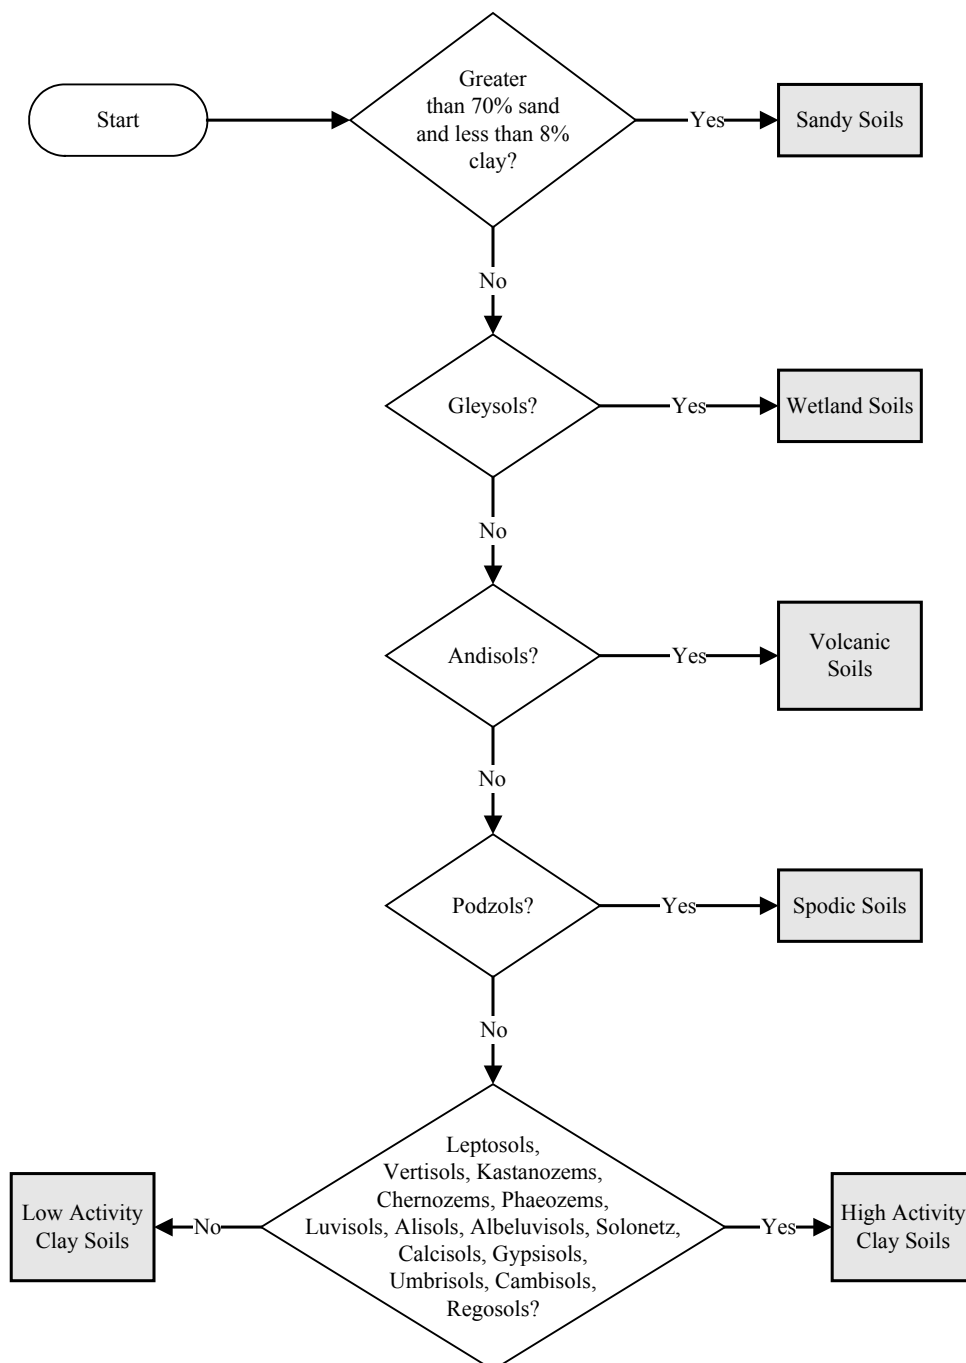 Start
Greater
than 70% sand
and less than 8%
clay?
Yes
Sandy Soils
No
Gleysols?
Yes
Wetland Soils
No
Andisols?
Yes
Volcanic
Soils
No
Podzols?
Yes
Spodic Soils
No
Leptosols,
Vertisols, Kastanozems,
Chernozems, Phaeozems,
Luvisols, Alisols, Albeluvisols, Solonetz,
Calcisols, Gypsisols,
Umbrisols, Cambisols,
Regosols?
No
Low Activity
Clay Soils
Yes
High Activity
Clay Soils